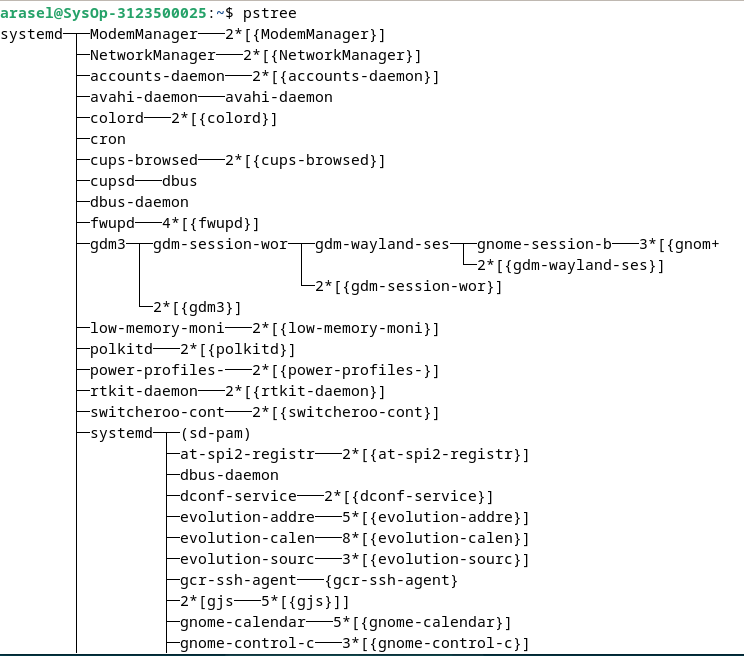 arasel@SysOp-3123500025:~$ pstree
systemd─┬─ModemManager───2*[{ModemManager}]
        ├─NetworkManager───2*[{NetworkManager}]
        ├─accounts-daemon───2*[{accounts-daemon}]
        ├─avahi-daemon───avahi-daemon
        ├─colord───2*[{colord}]
        ├─cron
        ├─cups-browsed───2*[{cups-browsed}]
        ├─cupsd───dbus
        ├─dbus-daemon
        ├─fwupd───4*[{fwupd}]
        ├─gdm3─┬─gdm-session-wor─┬─gdm-wayland-ses─┬─gnome-session-b───3*[{gnom+
        │      │                 │                 └─2*[{gdm-wayland-ses}]
        │      │                 └─2*[{gdm-session-wor}]
        │      └─2*[{gdm3}]
        ├─low-memory-moni───2*[{low-memory-moni}]
        ├─polkitd───2*[{polkitd}]
        ├─power-profiles-───2*[{power-profiles-}]
        ├─rtkit-daemon───2*[{rtkit-daemon}]
        ├─switcheroo-cont───2*[{switcheroo-cont}]
        ├─systemd─┬─(sd-pam)
        │         ├─at-spi2-registr───2*[{at-spi2-registr}]
        │         ├─dbus-daemon
        │         ├─dconf-service───2*[{dconf-service}]
        │         ├─evolution-addre───5*[{evolution-addre}]
        │         ├─evolution-calen───8*[{evolution-calen}]
        │         ├─evolution-sourc───3*[{evolution-sourc}]
        │         ├─gcr-ssh-agent───{gcr-ssh-agent}
        │         ├─2*[gjs───5*[{gjs}]]
        │         ├─gnome-calendar───5*[{gnome-calendar}]
        │         ├─gnome-control-c───3*[{gnome-control-c}]